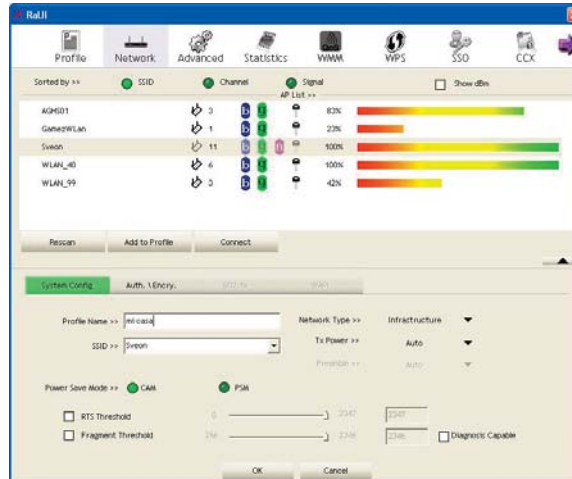 RaUI
Profile Network Advanced Statistics WMM WPS SSO CCX
Sorted by >> SSID Channel Signal Show dBm
AP List >>
AGMS01 3 b g 83%
GamezWLan 1 b g 23%
Sveon 11 b g n 100%
WLAN_40 6 b g 100%
WLAN_99 3 b g 42%
Rescan Add to Profile Connect
System Config Auth. \ Encry.
Profile Name >> mi casa Network Type >> Infrastructure
SSID >> Sveon Tx Power >> Auto
Preamble >> Auto
Power Save Mode >> CAM PSM
RTS Threshold 0 2347 2347
Fragment Threshold 256 2346 2346 Diagnosis Capable
OK Cancel